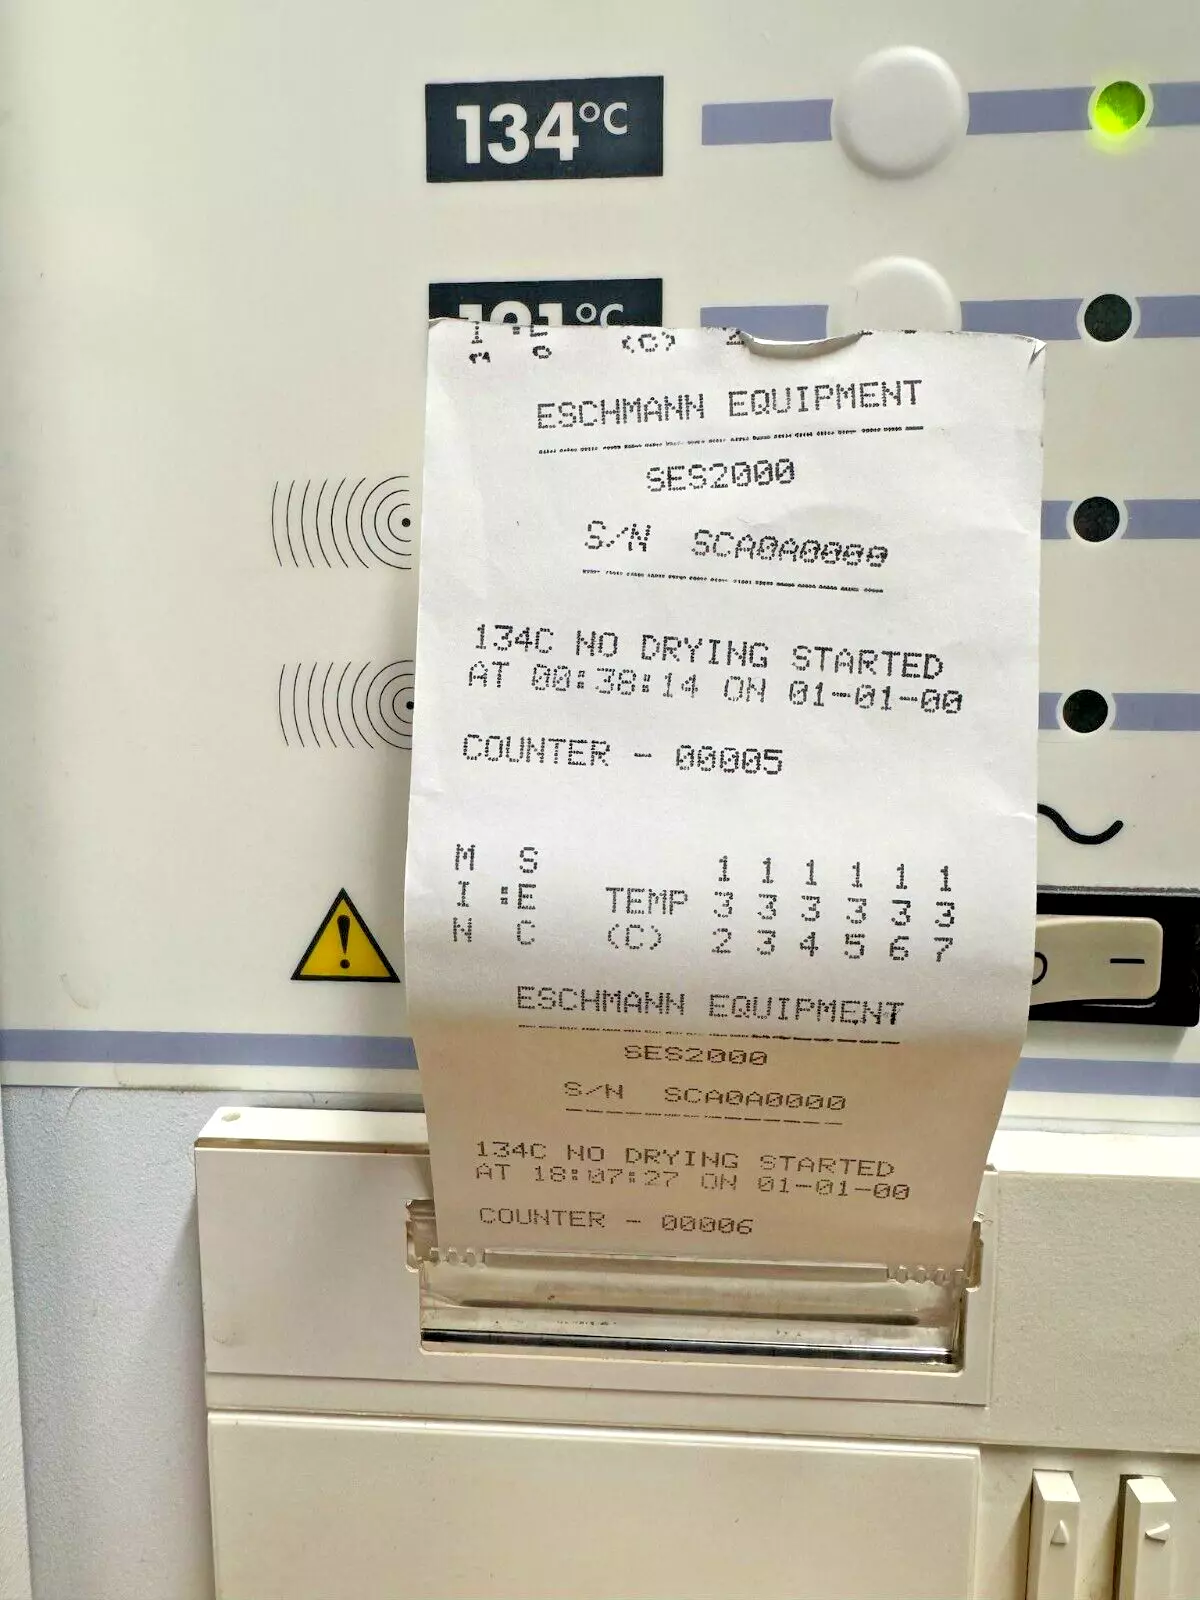 134°C
121°C
(C)
ESCHMANN EQUIPMENT
SES2000
S/N SCA0A0000
134C NO DRYING STARTED
AT 00:38:14 ON 01-01-00
COUNTER - 00005
M S 1 1 1 1 1 1
I :E TEMP 3 3 3 3 3 3
N C (C) 2 3 4 5 6 7
ESCHMANN EQUIPMENT
SES2000
S/N SCA0A0000
134C NO DRYING STARTED
AT 18:07:27 ON 01-01-00
COUNTER - 00006